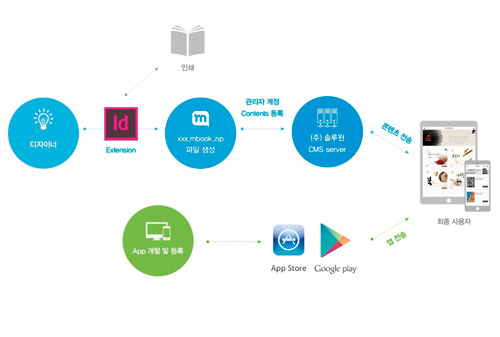 인쇄
디자이너
Id
Extension
m
xxx.mbook.zip
파일 생성
관리자 계정
Contents 등록
(주) 솔루윈
CMS server
콘텐츠 전송
최종 사용자
App 개발 및 등록
App Store
Google play
앱 전송